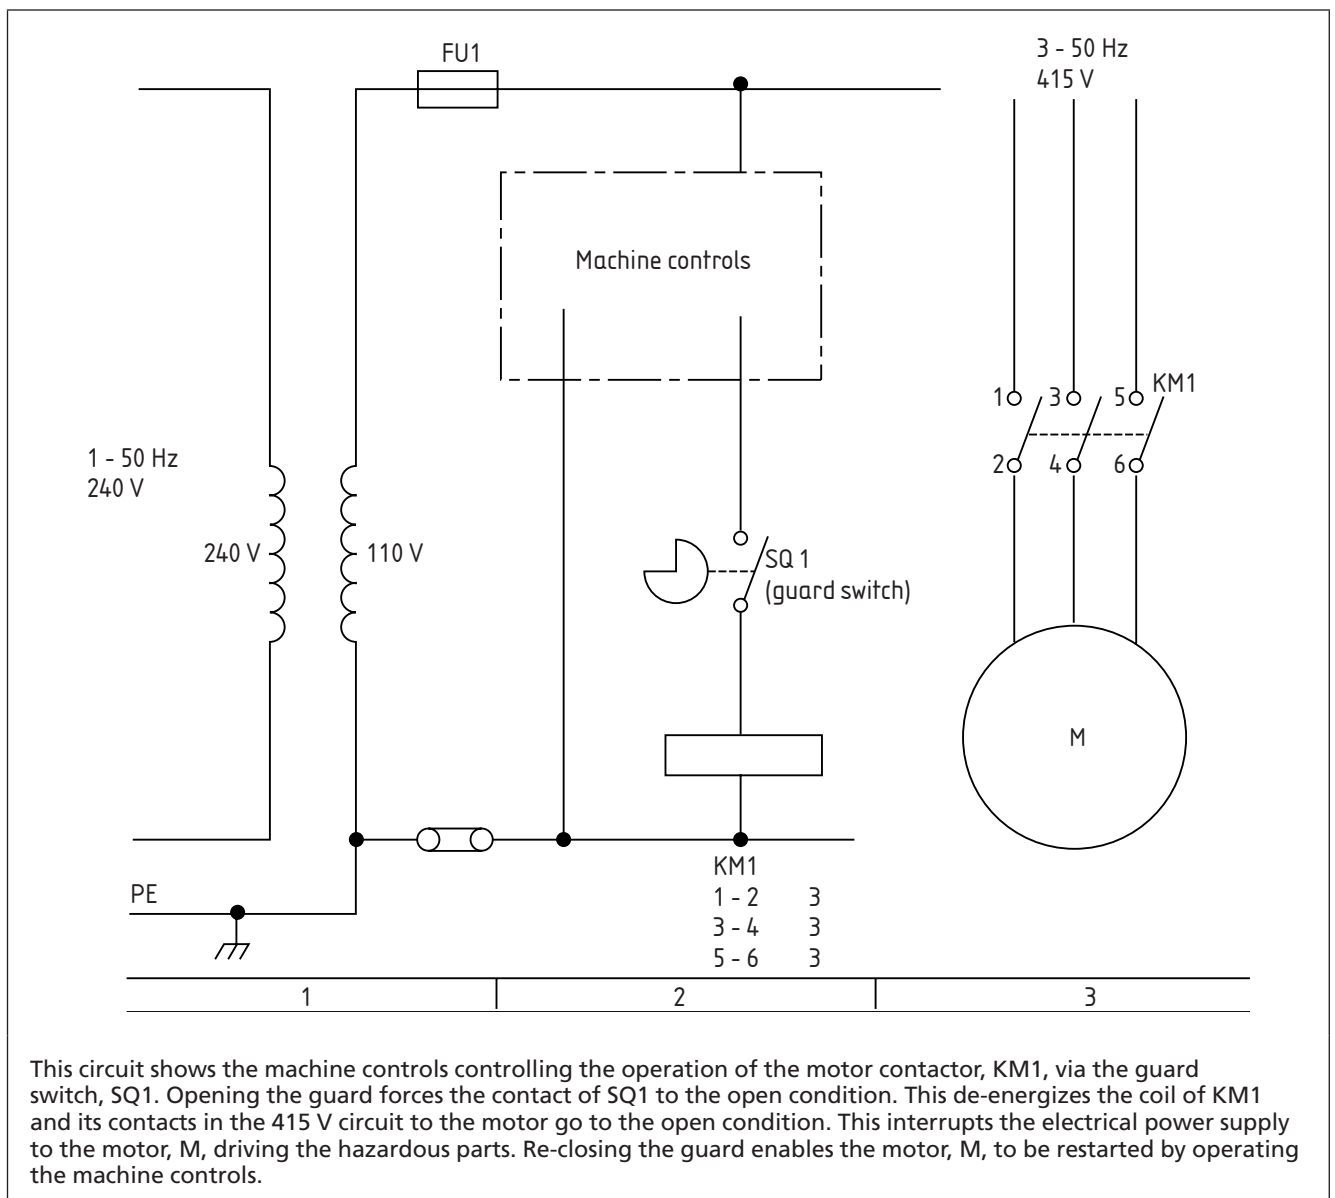 FU1
3 - 50 Hz
415 V
Machine controls
1 3 5 KM1
2 4 6
1 - 50 Hz
240 V
240 V 110 V
SQ 1
(guard switch)
M
KM1
1 - 2 3
3 - 4 3
5 - 6 3
PE
1 2 3
This circuit shows the machine controls controlling the operation of the motor contactor, KM1, via the guard
switch, SQ1. Opening the guard forces the contact of SQ1 to the open condition. This de-energizes the coil of KM1
and its contacts in the 415 V circuit to the motor go to the open condition. This interrupts the electrical power supply
to the motor, M, driving the hazardous parts. Re-closing the guard enables the motor, M, to be restarted by operating
the machine controls.